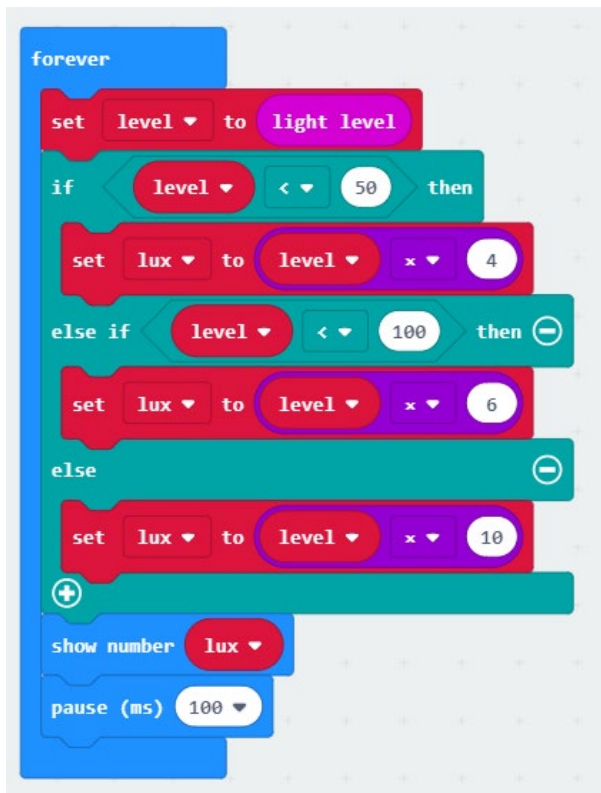 forever
set level to light level
if level < 50 then
set lux to level x 4
else if level < 100 then
set lux to level x 6
else
set lux to level x 10
show number lux
pause (ms) 100